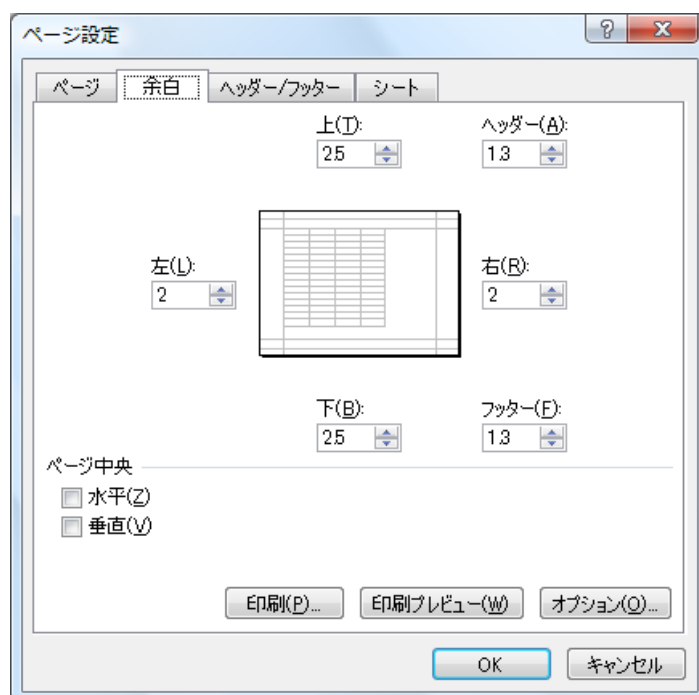 ページ設定
ページ 余白 ヘッダー/フッター シート
上(T): ヘッダー(A):
2.5 1.3
左(L): 右(R):
2 2
下(B): フッター(F):
2.5 1.3
ページ中央
水平(Z)
垂直(V)
印刷(P)... 印刷プレビュー(W) オプション(O)...
OK キャンセル